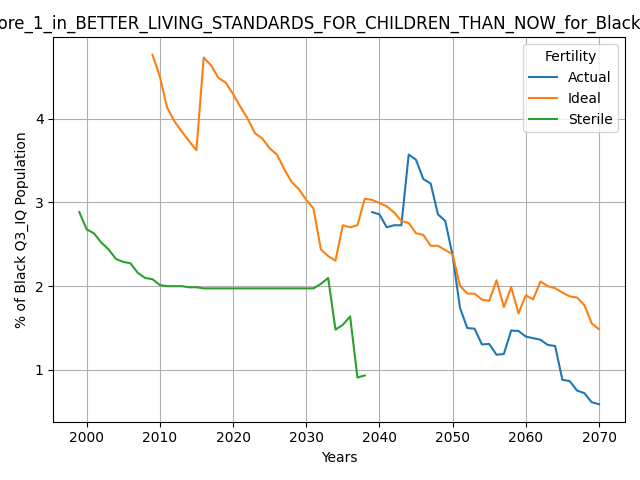 ore_1_in_BETTER_LIVING_STANDARDS_FOR_CHILDREN_THAN_NOW_for_Black
Fertility
Actual
Ideal
Sterile
% of Black Q3_IQ Population
4
3
2
1
2000 2010 2020 2030 2040 2050 2060 2070
Years